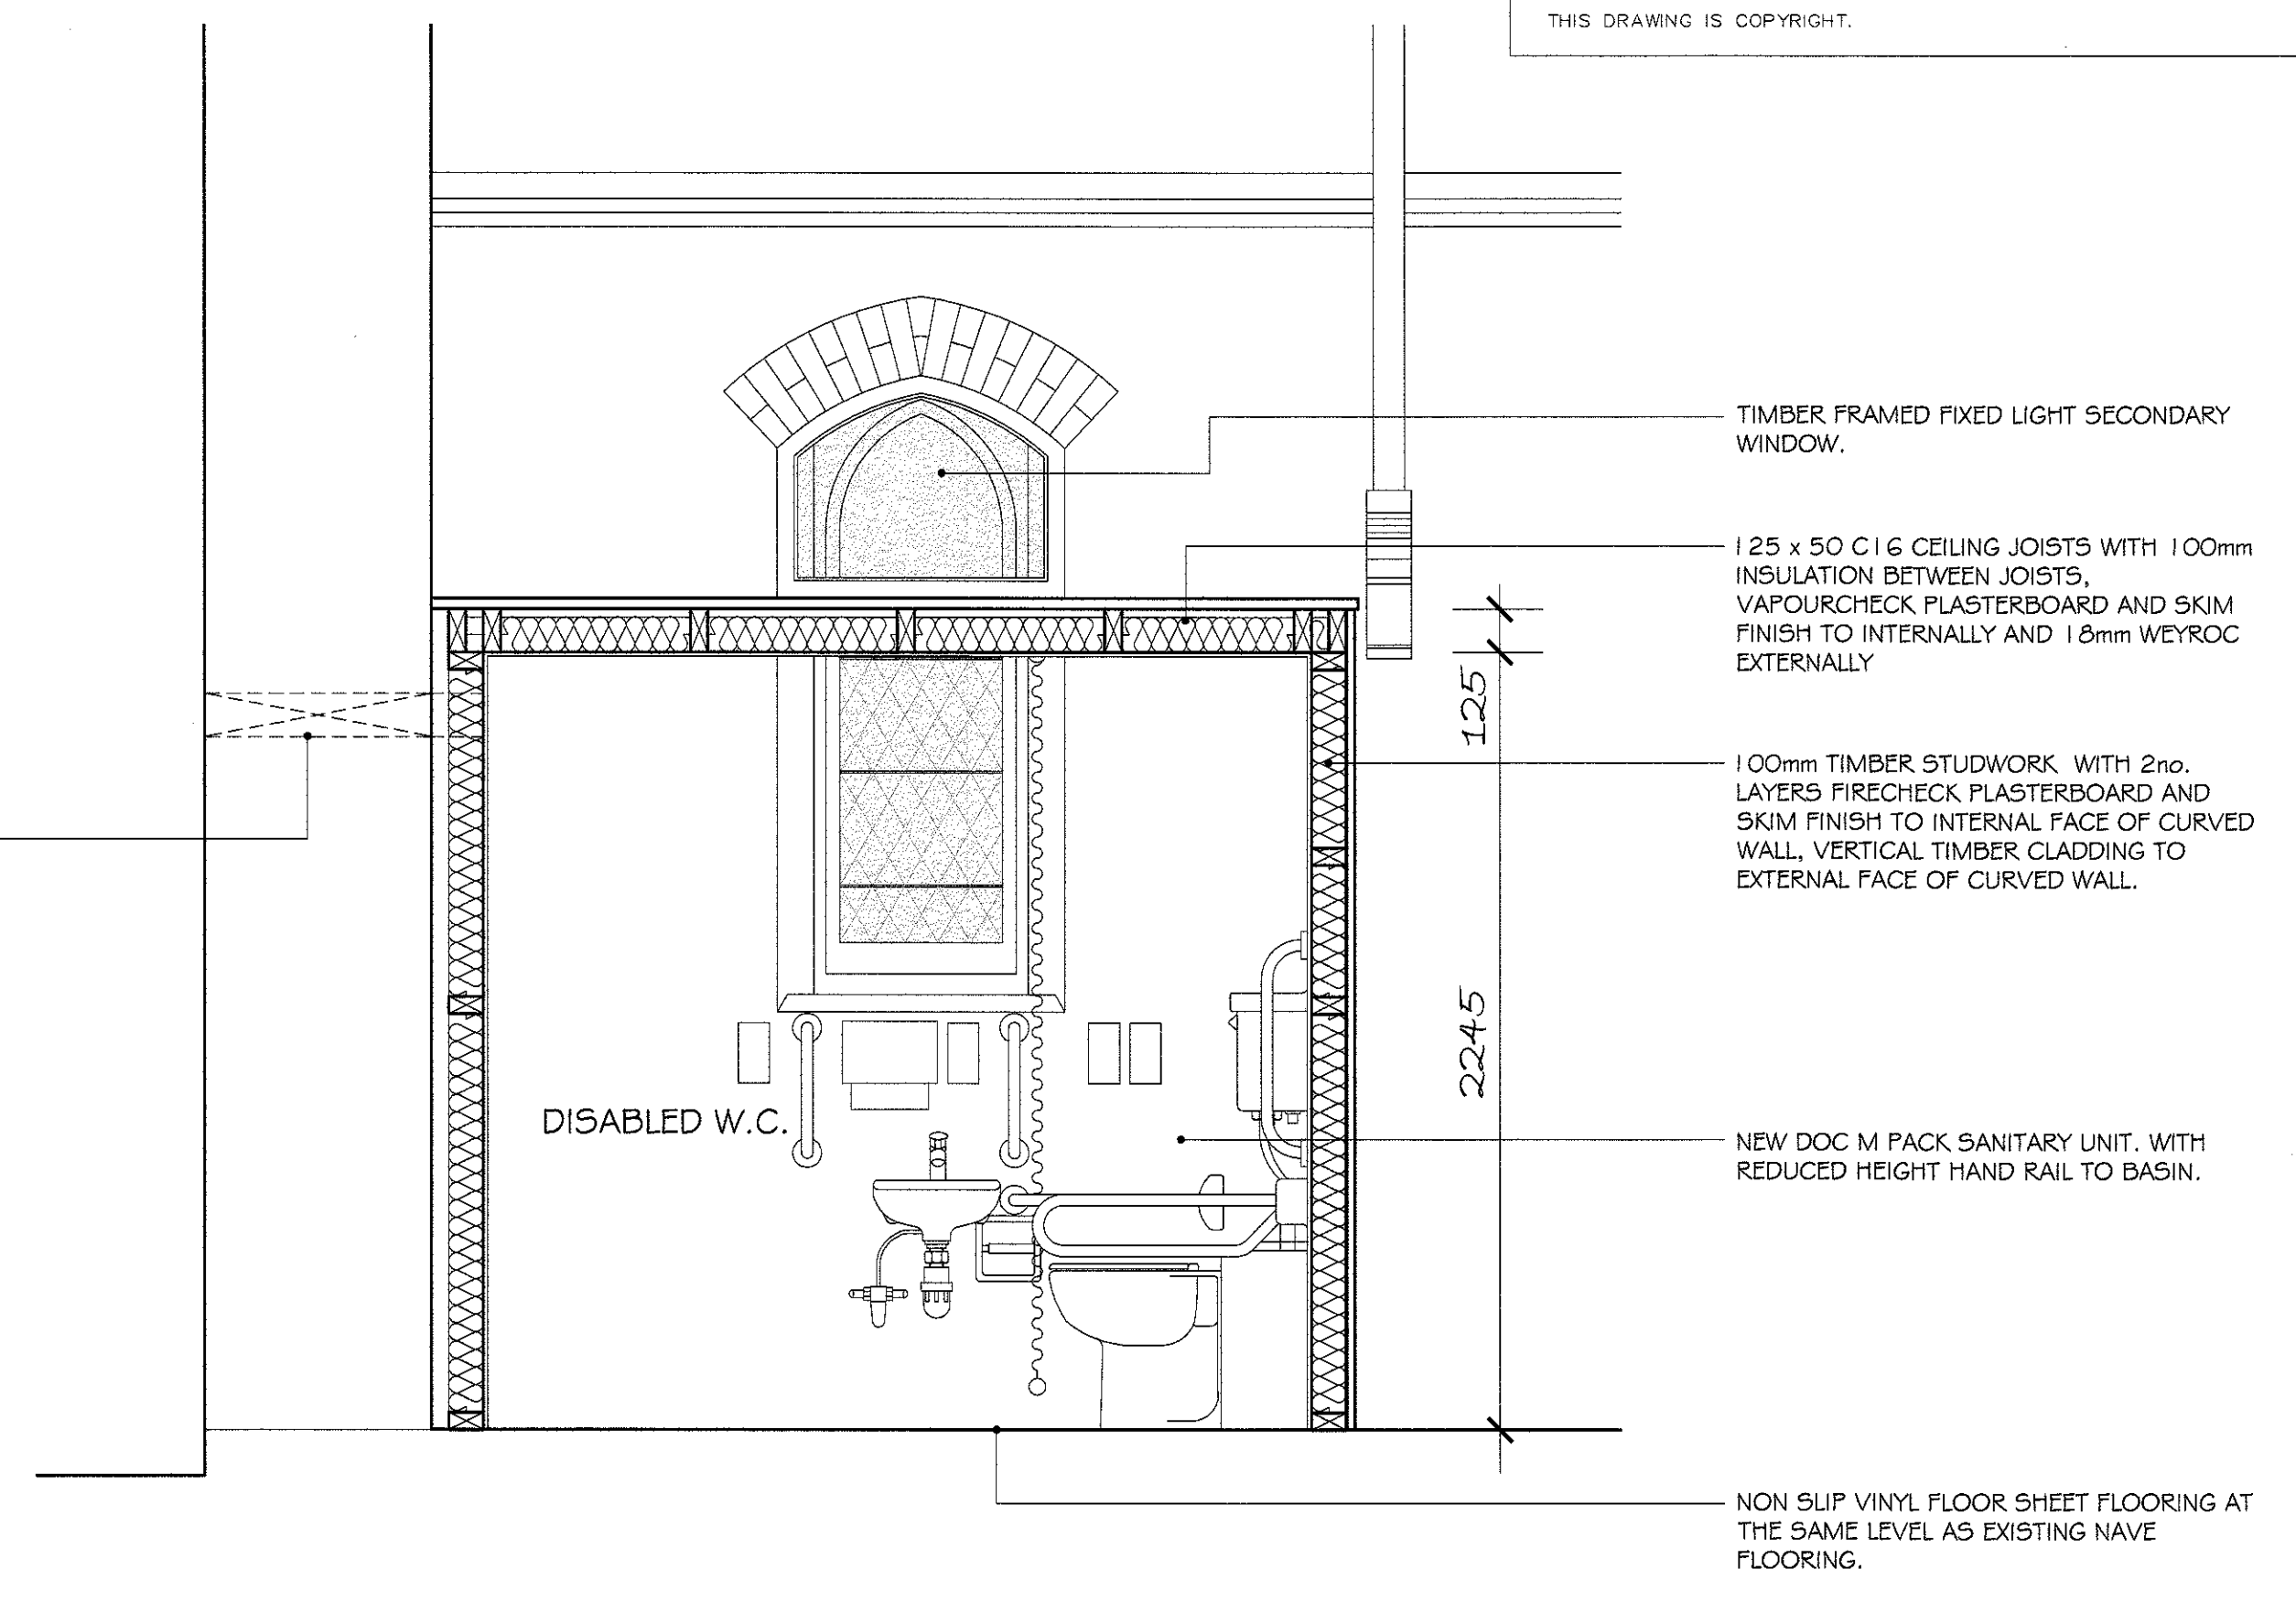 THIS DRAWING IS COPYRIGHT.
TIMBER FRAMED FIXED LIGHT SECONDARY
WINDOW.
125 x 50 C16 CEILING JOISTS WITH 100mm
INSULATION BETWEEN JOISTS,
VAPOURCHECK PLASTERBOARD AND SKIM
FINISH TO INTERNALLY AND 18mm WEYROC
EXTERNALLY
125
100mm TIMBER STUDWORK WITH 2no.
LAYERS FIRECHECK PLASTERBOARD AND
SKIM FINISH TO INTERNAL FACE OF CURVED
WALL, VERTICAL TIMBER CLADDING TO
EXTERNAL FACE OF CURVED WALL.
2245
DISABLED W.C.
NEW DOC M PACK SANITARY UNIT. WITH
REDUCED HEIGHT HAND RAIL TO BASIN.
NON SLIP VINYL FLOOR SHEET FLOORING AT
THE SAME LEVEL AS EXISTING NAVE
FLOORING.